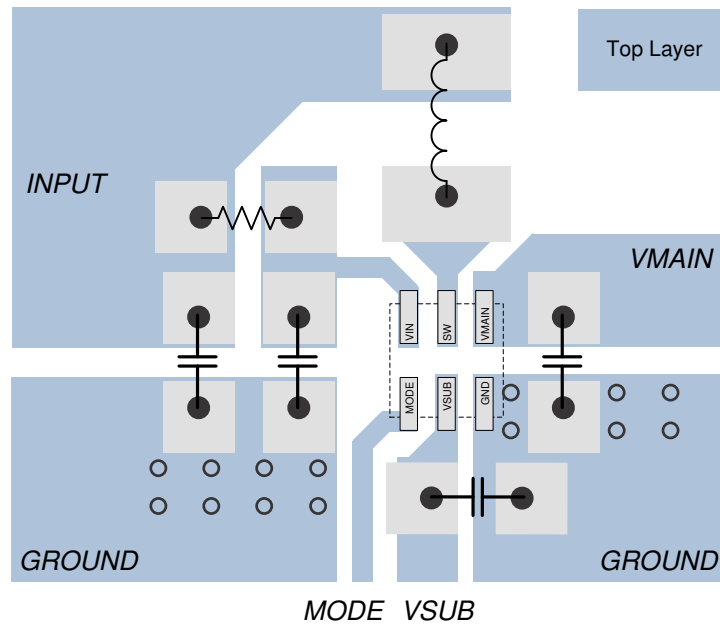 Top Layer
INPUT
VMAIN
VIN
SW
VMAIN
MODE
VSUB
GND
GROUND
GROUND
MODE VSUB